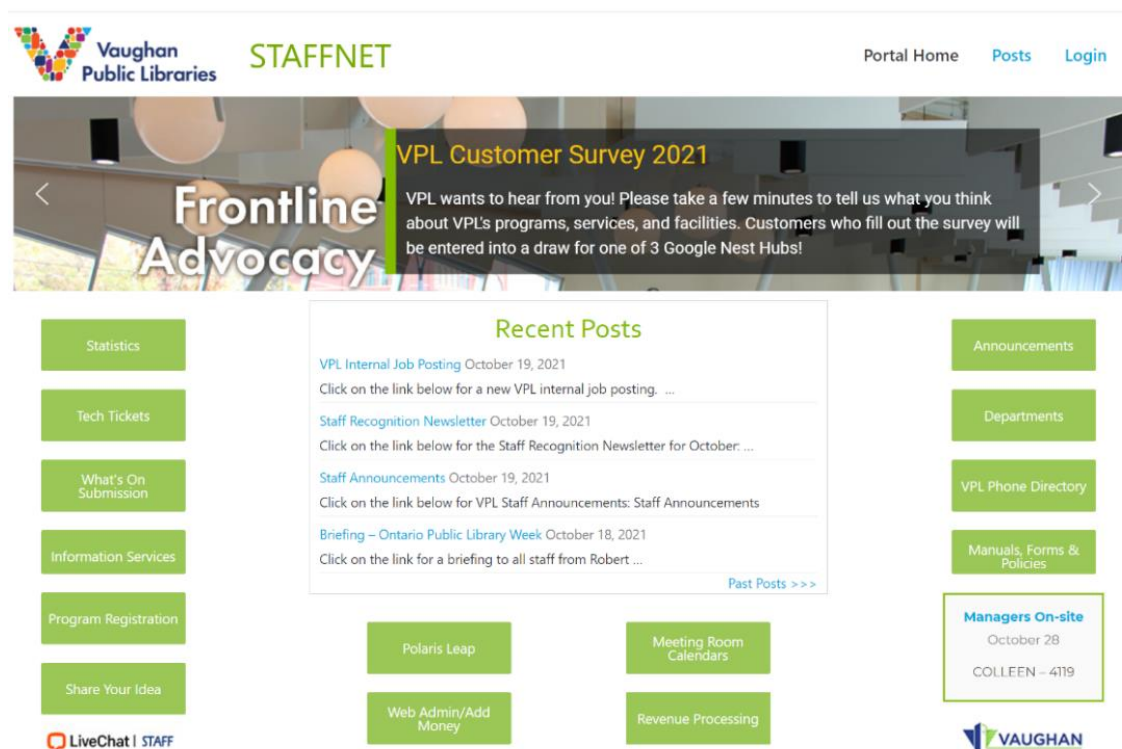 Vaughan
Public Libraries
STAFFNET
Portal Home
Posts
Login
Frontline
Advocacy
VPL Customer Survey 2021
VPL wants to hear from you! Please take a few minutes to tell us what you think
about VPL's programs, services, and facilities. Customers who fill out the survey will
be entered into a draw for one of 3 Google Nest Hubs!
Statistics
Tech Tickets
What's On
Submission
Information Services
Program Registration
Share Your Idea
LiveChat | STAFF
Recent Posts
VPL Internal Job Posting October 19, 2021
Click on the link below for a new VPL internal job posting. ...
Staff Recognition Newsletter October 19, 2021
Click on the link below for the Staff Recognition Newsletter for October: ...
Staff Announcements October 19, 2021
Click on the link below for VPL Staff Announcements: Staff Announcements
Briefing – Ontario Public Library Week October 18, 2021
Click on the link for a briefing to all staff from Robert ...
Past Posts >>>
Polaris Leap
Meeting Room
Calendars
Web Admin/Add
Money
Revenue Processing
Announcements
Departments
VPL Phone Directory
Manuals, Forms &
Policies
Managers On-site
October 28
COLLEEN – 4119
VAUGHAN